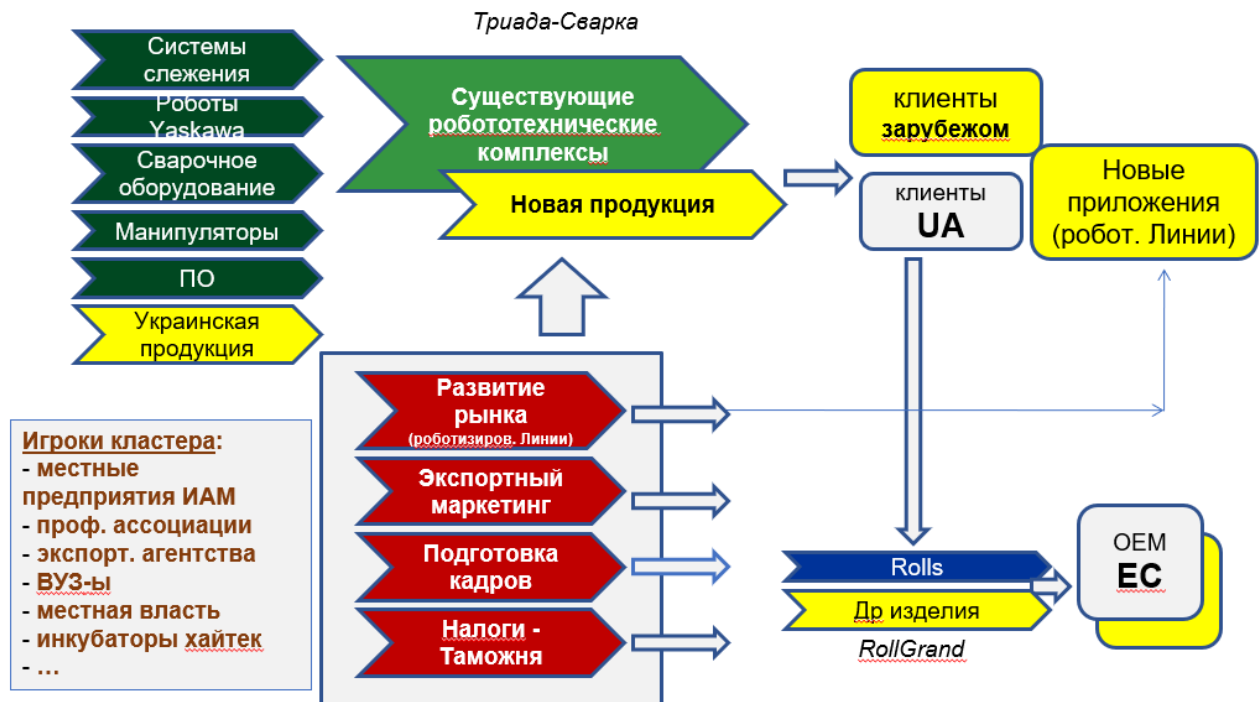 Триада-Сварка
Системы
слежения
Роботы
Yaskawa
Сварочное
оборудование
Манипуляторы
ПО
Украинская
продукция
Существующие
робототехнические
комплексы
Новая продукция
клиенты
зарубежом
клиенты
UA
Новые
приложения
(робот. Линии)
Игроки кластера:
- местные
предприятия ИАМ
- проф. ассоциации
- экспорт. агентства
- ВУЗ-ы
- местная власть
- инкубаторы хайтек
- ...
Развитие
рынка
(роботизиров. Линии)
Экспортный
маркетинг
Подготовка
кадров
Налоги -
Таможня
Rolls
Др изделия
RollGrand
OEM
ЕС